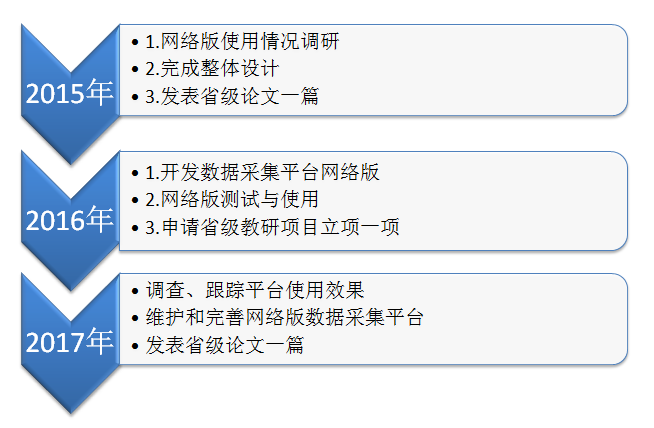 2015年
• 1.网络版使用情况调研
• 2.完成整体设计
• 3.发表省级论文一篇
2016年
• 1.开发数据采集平台网络版
• 2.网络版测试与使用
• 3.申请省级教研项目立项一项
2017年
• 调查、跟踪平台使用效果
• 维护和完善网络版数据采集平台
• 发表省级论文一篇